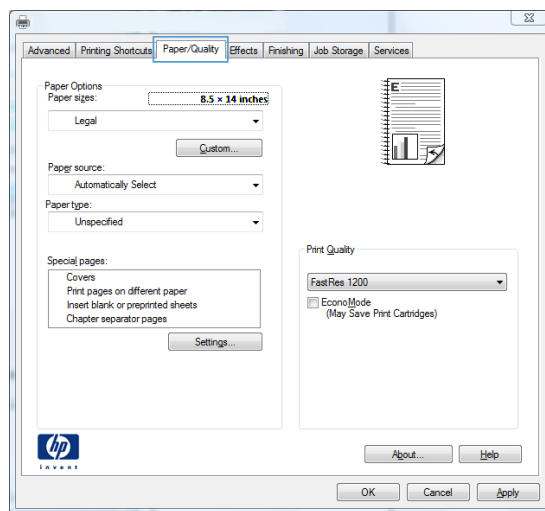 Advanced Printing Shortcuts Paper/Quality Effects Finishing Job Storage Services
Paper Options
Paper sizes: 8.5 × 14 inches
Legal
Custom...
Paper source:
Automatically Select
Paper type:
Unspecified
Special pages:
Covers
Print pages on different paper
Insert blank or preprinted sheets
Chapter separator pages
Settings...
E
Print Quality
FastRes 1200
EconoMode
(May Save Print Cartridges)
hp
invent
About... Help
OK Cancel Apply